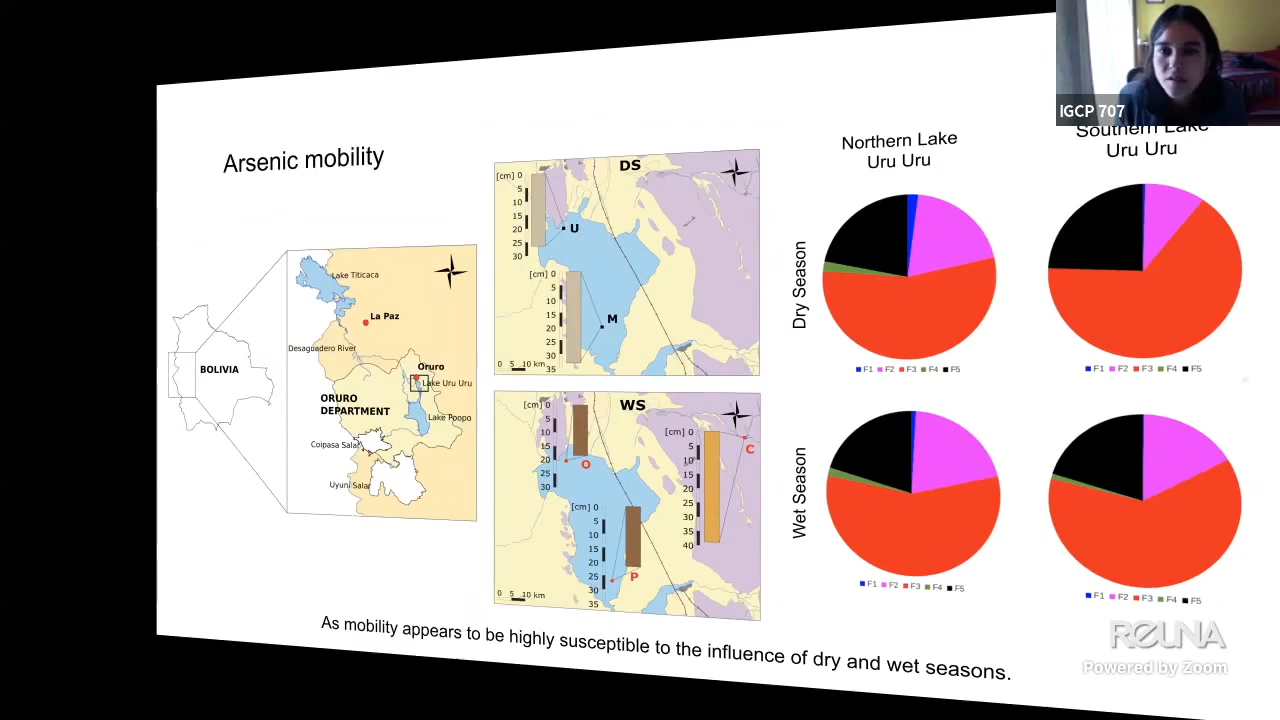 IGCP 707
Arsenic mobility
Northern Lake
Uru Uru
Southern Lake
Uru Uru
BOLIVIA
Lake Titicaca
La Paz
Desagoadero River
Oruro
Lake Uru Uru
ORURO
DEPARTMENT
Lake Poopo
Coipasa Salar
Uyuni Salar
DS
[cm] 0
5
10
15
20
25
30
U
[cm] 0
5
10
15
20
25
30
35
M
0 5 10 km
WS
[cm] 0
5
10
15
20
25
30
O
[cm] 0
5
10
15
20
25
30
35
P
[cm] 0
5
10
15
20
25
30
35
40
C
0 5 10 km
Dry Season
F1 F2 F3 F4 F5
F1 F2 F3 F4 F5
Wet Season
F1 F2 F3 F4 F5
F1 F2 F3 F4 F5
As mobility appears to be highly susceptible to the influence of dry and wet seasons.
REUNA
Powered by Zoom